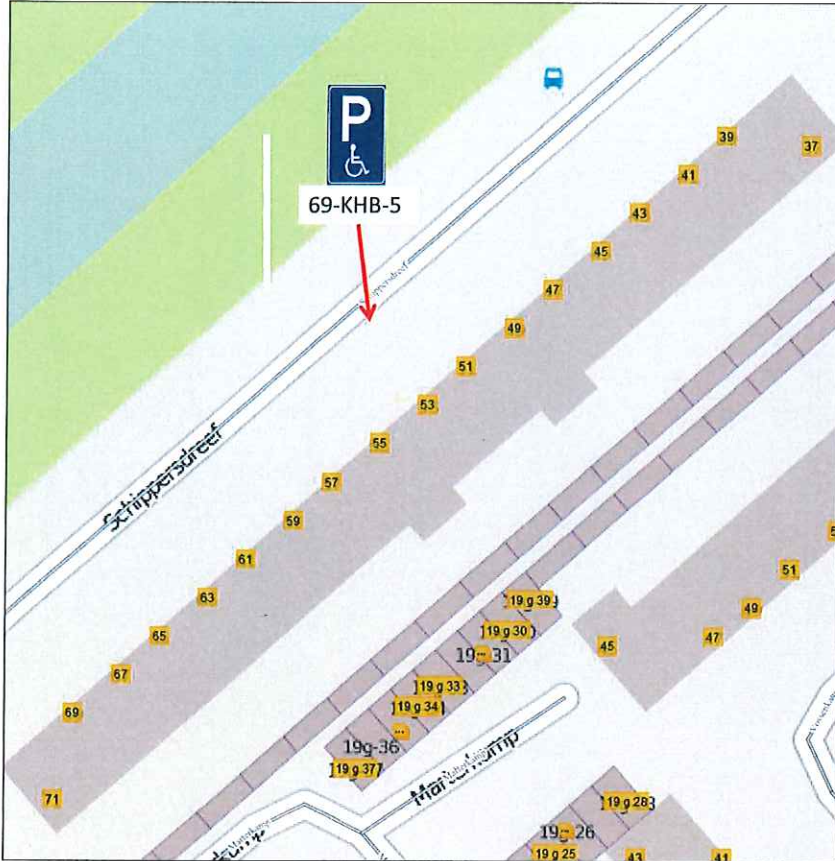 P
69-KHB-5
39
37
41
43
45
47
49
51
53
55
57
59
61
63
65
67
69
71
Schippersdreef
19 g 39
19 g 30
19g-31
19 g 33
19 g 34
...
19g-36
19 g 37
51
49
47
45
19 g 28
19g-26
19 g 25
43
41